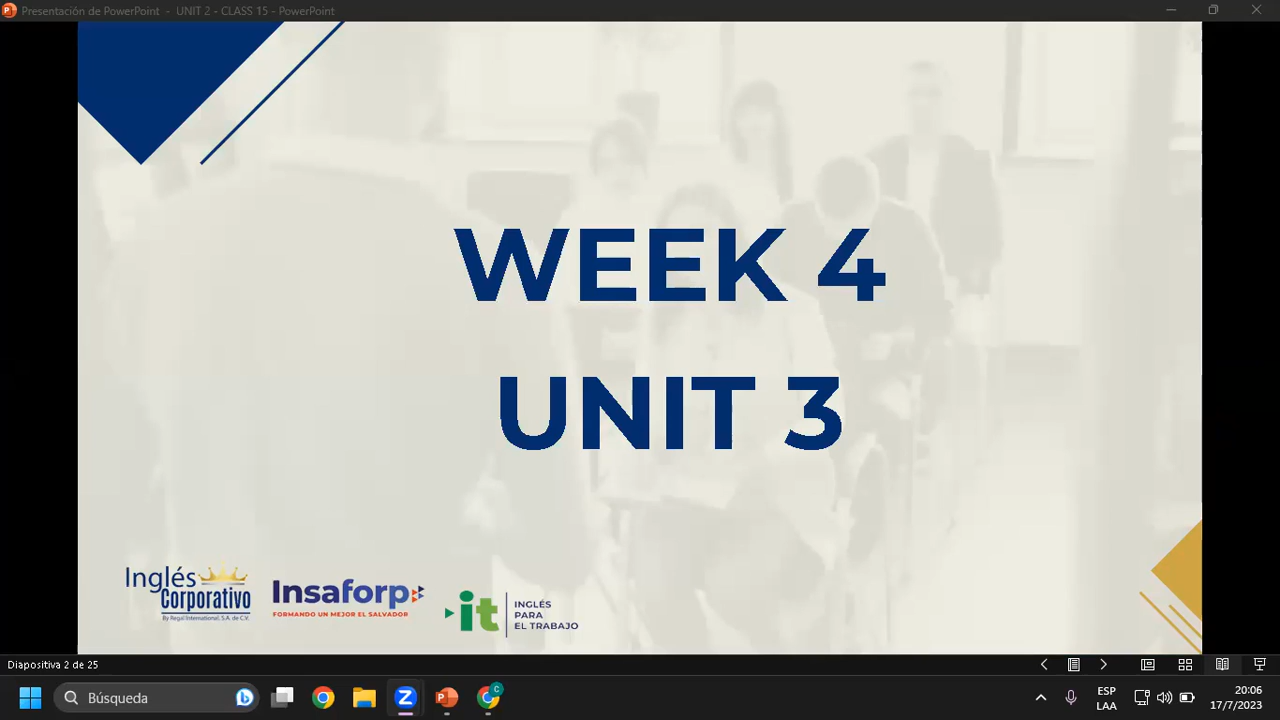 Presentación de PowerPoint - UNIT 2 - CLASS 15 - PowerPoint
WEEK 4
UNIT 3
Inglés
Corporativo
By Regal International, S.A. de C.V.
Insaforp
FORMANDO UN MEJOR EL SALVADOR
it
INGLÉS
PARA
EL TRABAJO
Diapositiva 2 de 25
Búsqueda
ESP
LAA
20:06
17/7/2023